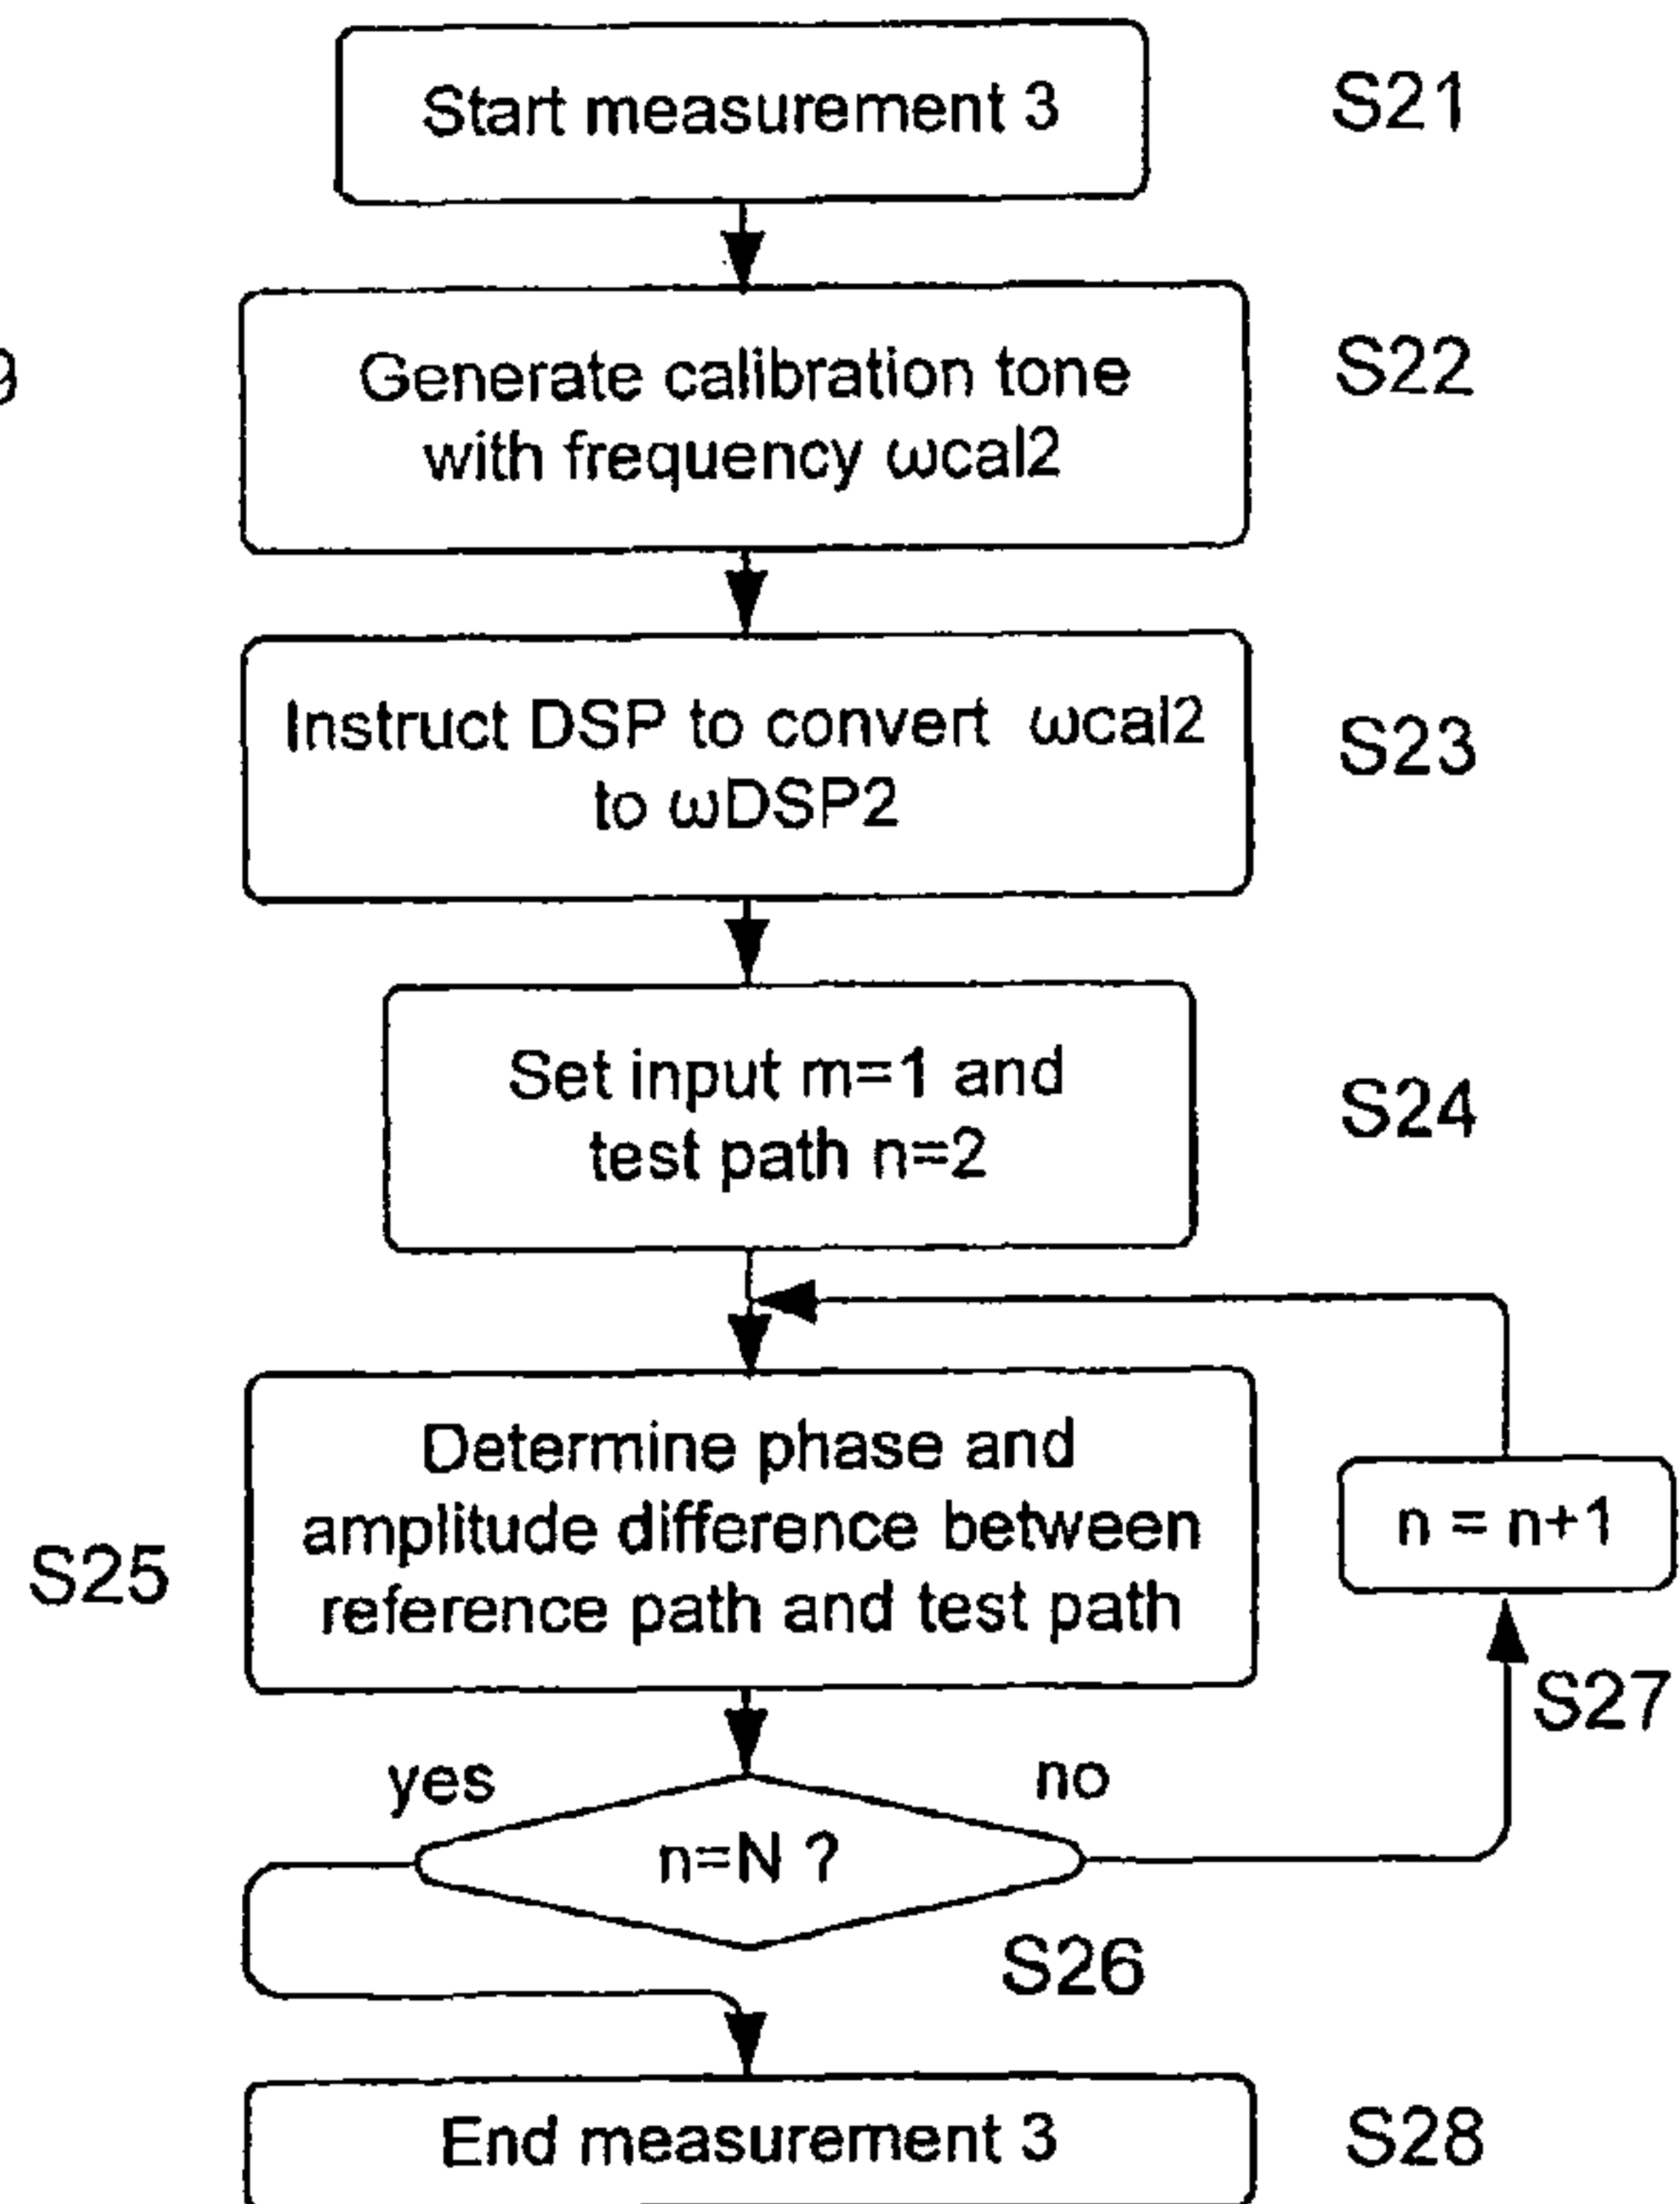 Start measurement 3
S21
Generate calibration tone
with frequency ωcal2
S22
Instruct DSP to convert ωcal2
to ωDSP2
S23
Set input m=1 and
test path n=2
S24
Determine phase and
amplitude difference between
reference path and test path
S25
n = n+1
S27
yes
no
n=N ?
S26
End measurement 3
S28